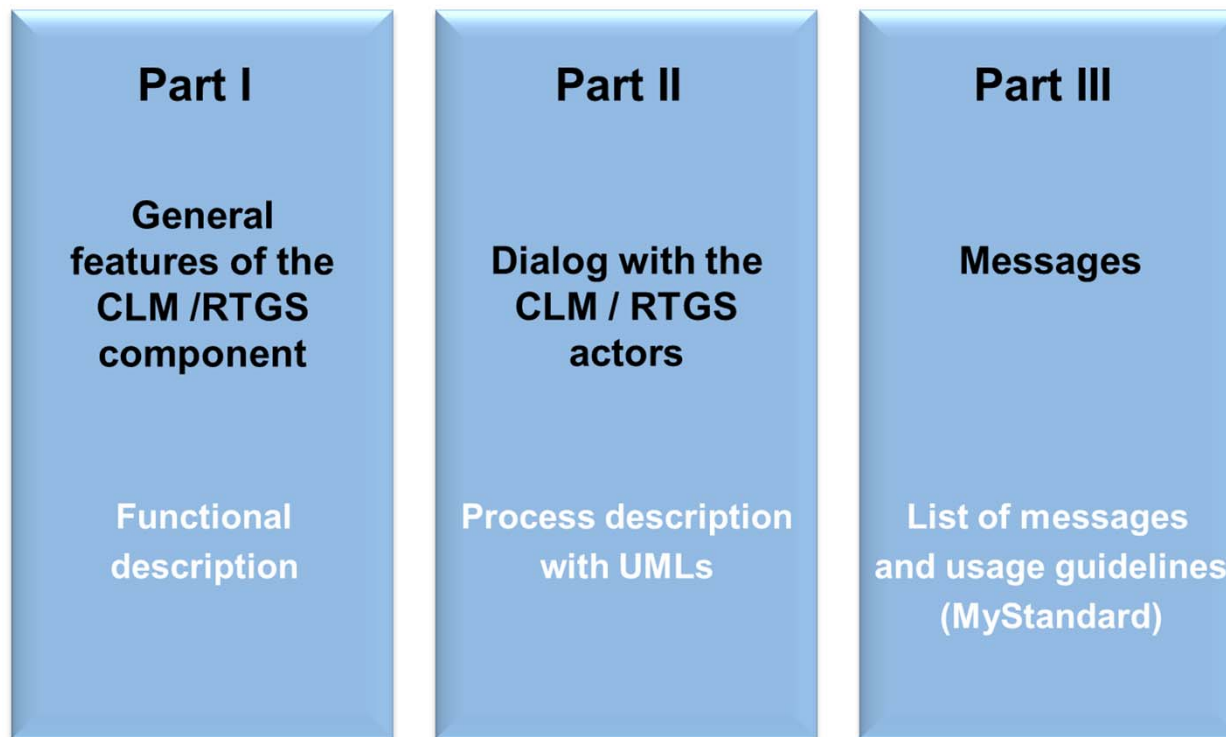 Part I
General
features of the
CLM /RTGS
component
Functional
description
Part II
Dialog with the
CLM / RTGS
actors
Process description
with UMLs
Part III
Messages
List of messages
and usage guidelines
(MyStandard)